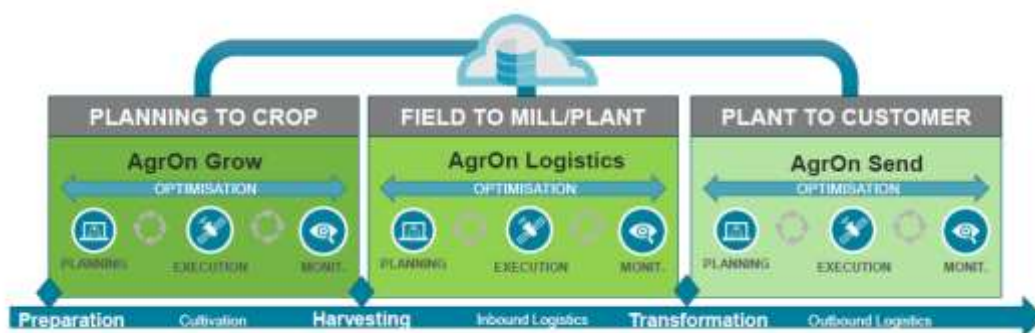 PLANNING TO CROP
FIELD TO MILL/PLANT
PLANT TO CUSTOMER
AgrOn Grow
AgrOn Logistics
AgrOn Send
OPTIMISATION
OPTIMISATION
OPTIMISATION
PLANNING
EXECUTION
MONIT.
PLANNING
EXECUTION
MONIT.
PLANNING
EXECUTION
MONIT.
Preparation
Cultivation
Harvesting
Inbound Logistics
Transformation
Outbound Logistics